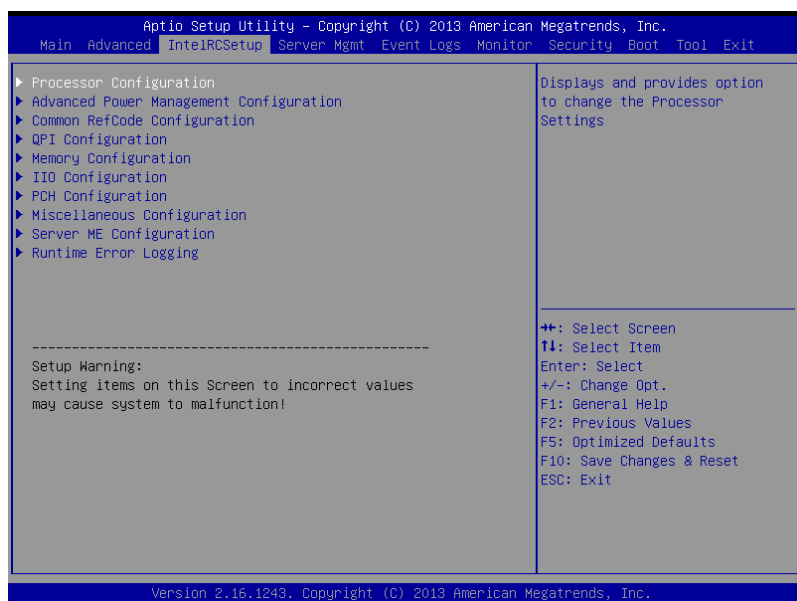 Aptio Setup Utility – Copyright (C) 2013 American Megatrends, Inc.
Main Advanced IntelRCSetup Server Mgmt Event Logs Monitor Security Boot Tool Exit
Processor Configuration
Advanced Power Management Configuration
Common RefCode Configuration
QPI Configuration
Memory Configuration
IIO Configuration
PCH Configuration
Miscellaneous Configuration
Server ME Configuration
Runtime Error Logging
--------------------------------------------------
Setup Warning:
Setting items on this Screen to incorrect values
may cause system to malfunction!
Displays and provides option
to change the Processor
Settings
→←: Select Screen
↑↓: Select Item
Enter: Select
+/-: Change Opt.
F1: General Help
F2: Previous Values
F5: Optimized Defaults
F10: Save Changes & Reset
ESC: Exit
Version 2.16.1243. Copyright (C) 2013 American Megatrends, Inc.